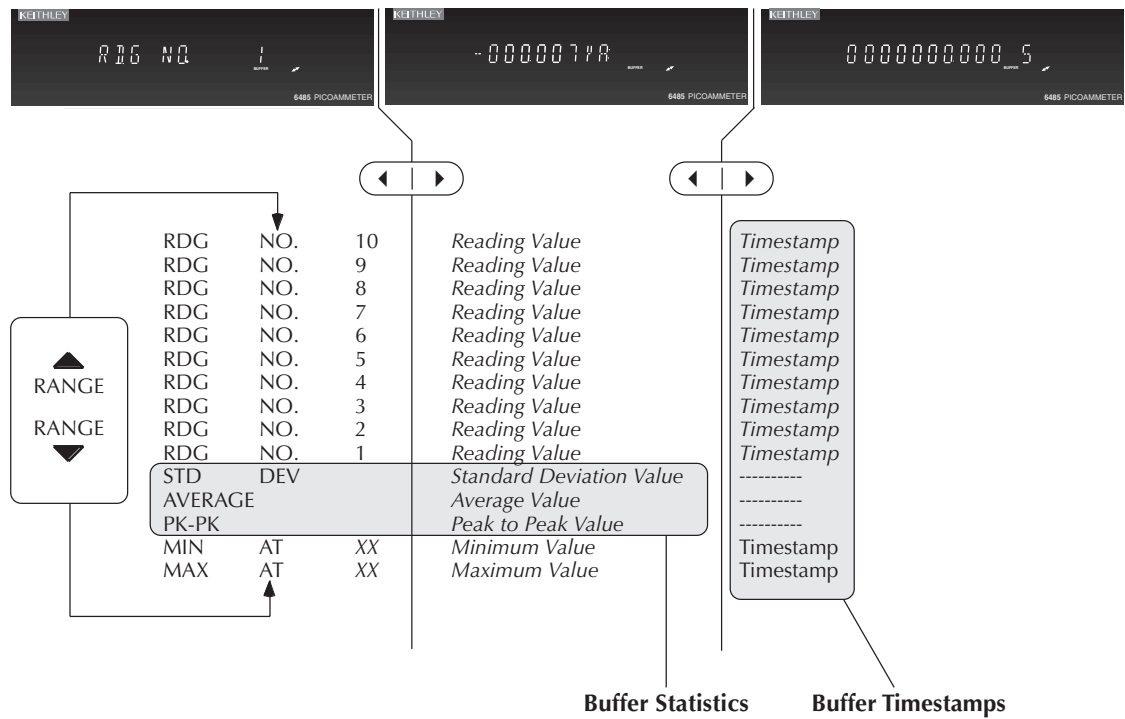 KEITHLEY KEITHLEY KEITHLEY
RDG NO. 1 -000.007µA 0000000.000 S
BUFFER BUFFER BUFFER
6485 PICOAMMETER 6485 PICOAMMETER 6485 PICOAMMETER
RDG NO. 10 Reading Value Timestamp
RDG NO. 9 Reading Value Timestamp
RDG NO. 8 Reading Value Timestamp
RDG NO. 7 Reading Value Timestamp
RDG NO. 6 Reading Value Timestamp
RDG NO. 5 Reading Value Timestamp
RANGE
RDG NO. 4 Reading Value Timestamp
RDG NO. 3 Reading Value Timestamp
RANGE
RDG NO. 2 Reading Value Timestamp
RDG NO. 1 Reading Value Timestamp
STD DEV Standard Deviation Value ----------
AVERAGE Average Value ----------
PK-PK Peak to Peak Value ----------
MIN AT XX Minimum Value Timestamp
MAX AT XX Maximum Value Timestamp
Buffer Statistics Buffer Timestamps